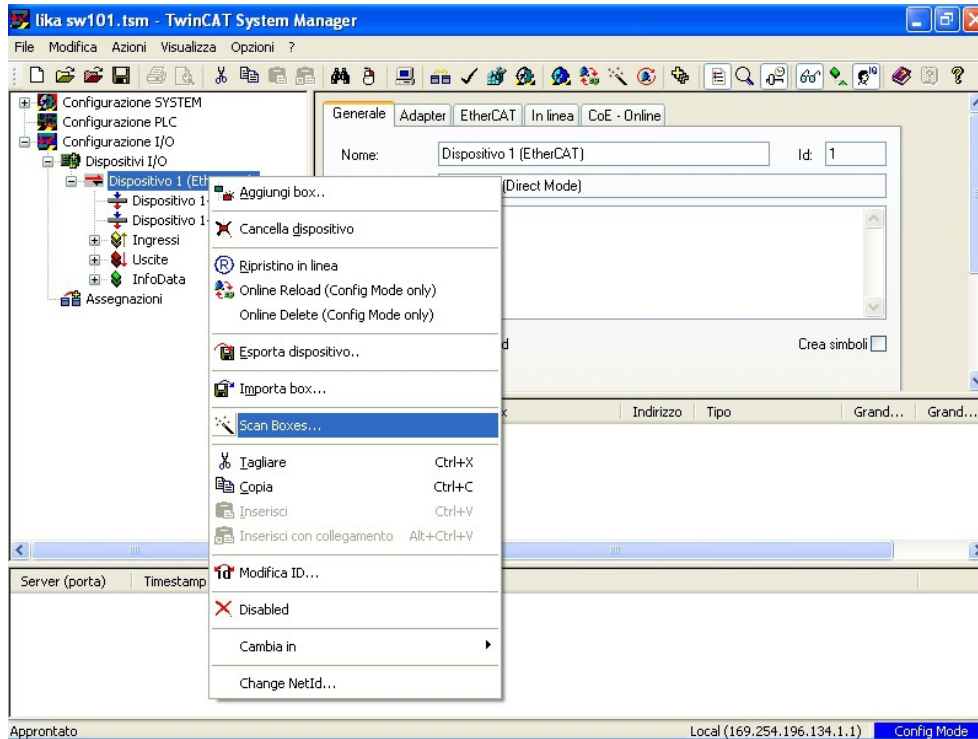 lika sw101.tsm - TwinCAT System Manager
File Modifica Azioni Visualizza Opzioni ?
Configurazione SYSTEM
Configurazione PLC
Configurazione I/O
Dispositivi I/O
Dispositivo 1 (Eth
Dispositivo 1-
Dispositivo 1-
Ingressi
Uscite
InfoData
Assegnazioni
Generale Adapter EtherCAT In linea CoE - Online
Nome: Dispositivo 1 (EtherCAT) Id: 1
(Direct Mode)
Crea simboli
Aggiungi box..
Cancella dispositivo
Ripristino in linea
Online Reload (Config Mode only)
Online Delete (Config Mode only)
Esporta dispositivo..
Importa box...
Scan Boxes...
Tagliare Ctrl+X
Copia Ctrl+C
Inserisci Ctrl+V
Inserisci con collegamento Alt+Ctrl+V
Modifica ID...
Disabled
Cambia in
Change NetId...
Indirizzo Tipo Grand... Grand...
Server (porta) Timestamp
Approntato Local (169.254.196.134.1.1) Config Mode